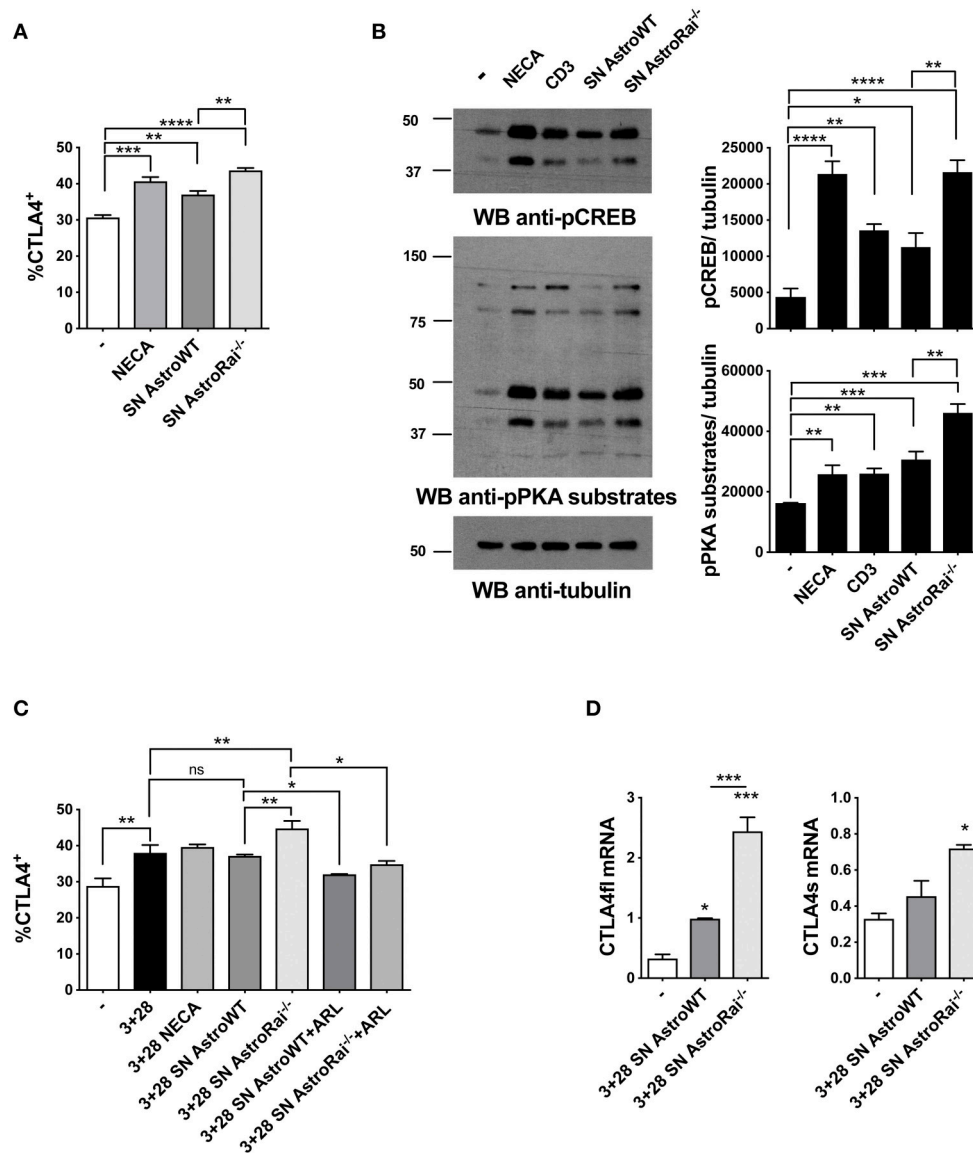 A
%CTLA4+
50
40
30
20
10
0
****
**
***
**
-
NECA
SN AstroWT
SN AstroRai-/-
B
-
NECA
CD3
SN AstroWT
SN AstroRai-/-
50
37
WB anti-pCREB
150
75
50
37
WB anti-pPKA substrates
50
WB anti-tubulin
pCREB/ tubulin
25000
20000
15000
10000
5000
0
**
****
*
**
****
pPKA substrates/ tubulin
60000
40000
20000
0
**
***
***
**
**
-
NECA
CD3
SN AstroWT
SN AstroRai-/-
C
%CTLA4+
50
40
30
20
10
0
**
ns
*
*
**
**
-
3+28
3+28 NECA
3+28 SN AstroWT
3+28 SN AstroRai-/-
3+28 SN AstroWT+ARL
3+28 SN AstroRai-/-+ARL
D
CTLA4fl mRNA
3
2
1
0
***
***
*
-
3+28 SN AstroWT
3+28 SN AstroRai-/-
CTLA4s mRNA
1.0
0.8
0.6
0.4
0.2
0.0
*
-
3+28 SN AstroWT
3+28 SN AstroRai-/-